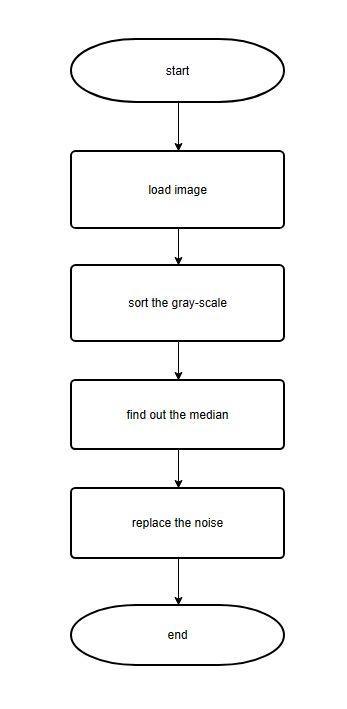 start
load image
sort the gray-scale
find out the median
replace the noise
end